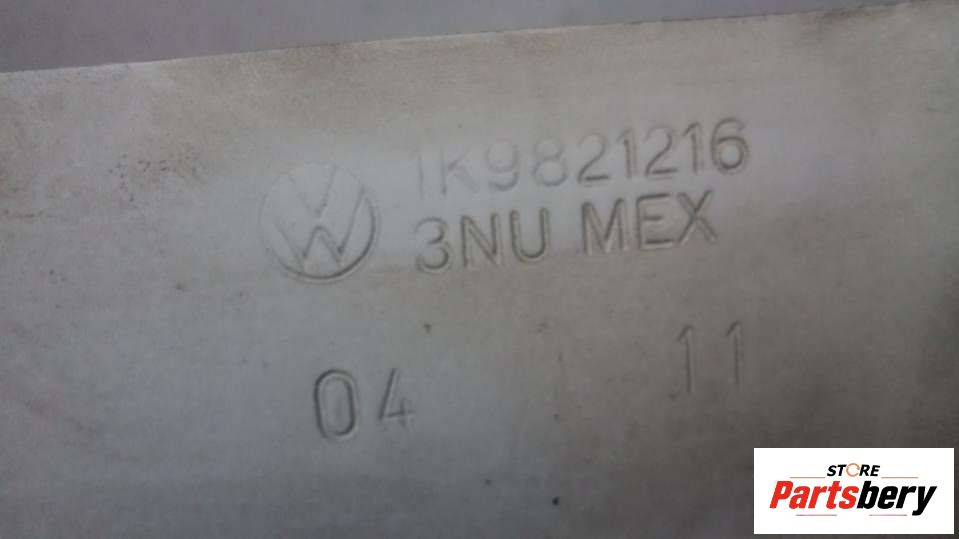 1K9821216
3NU MEX
04 11
STORE
Partsbery